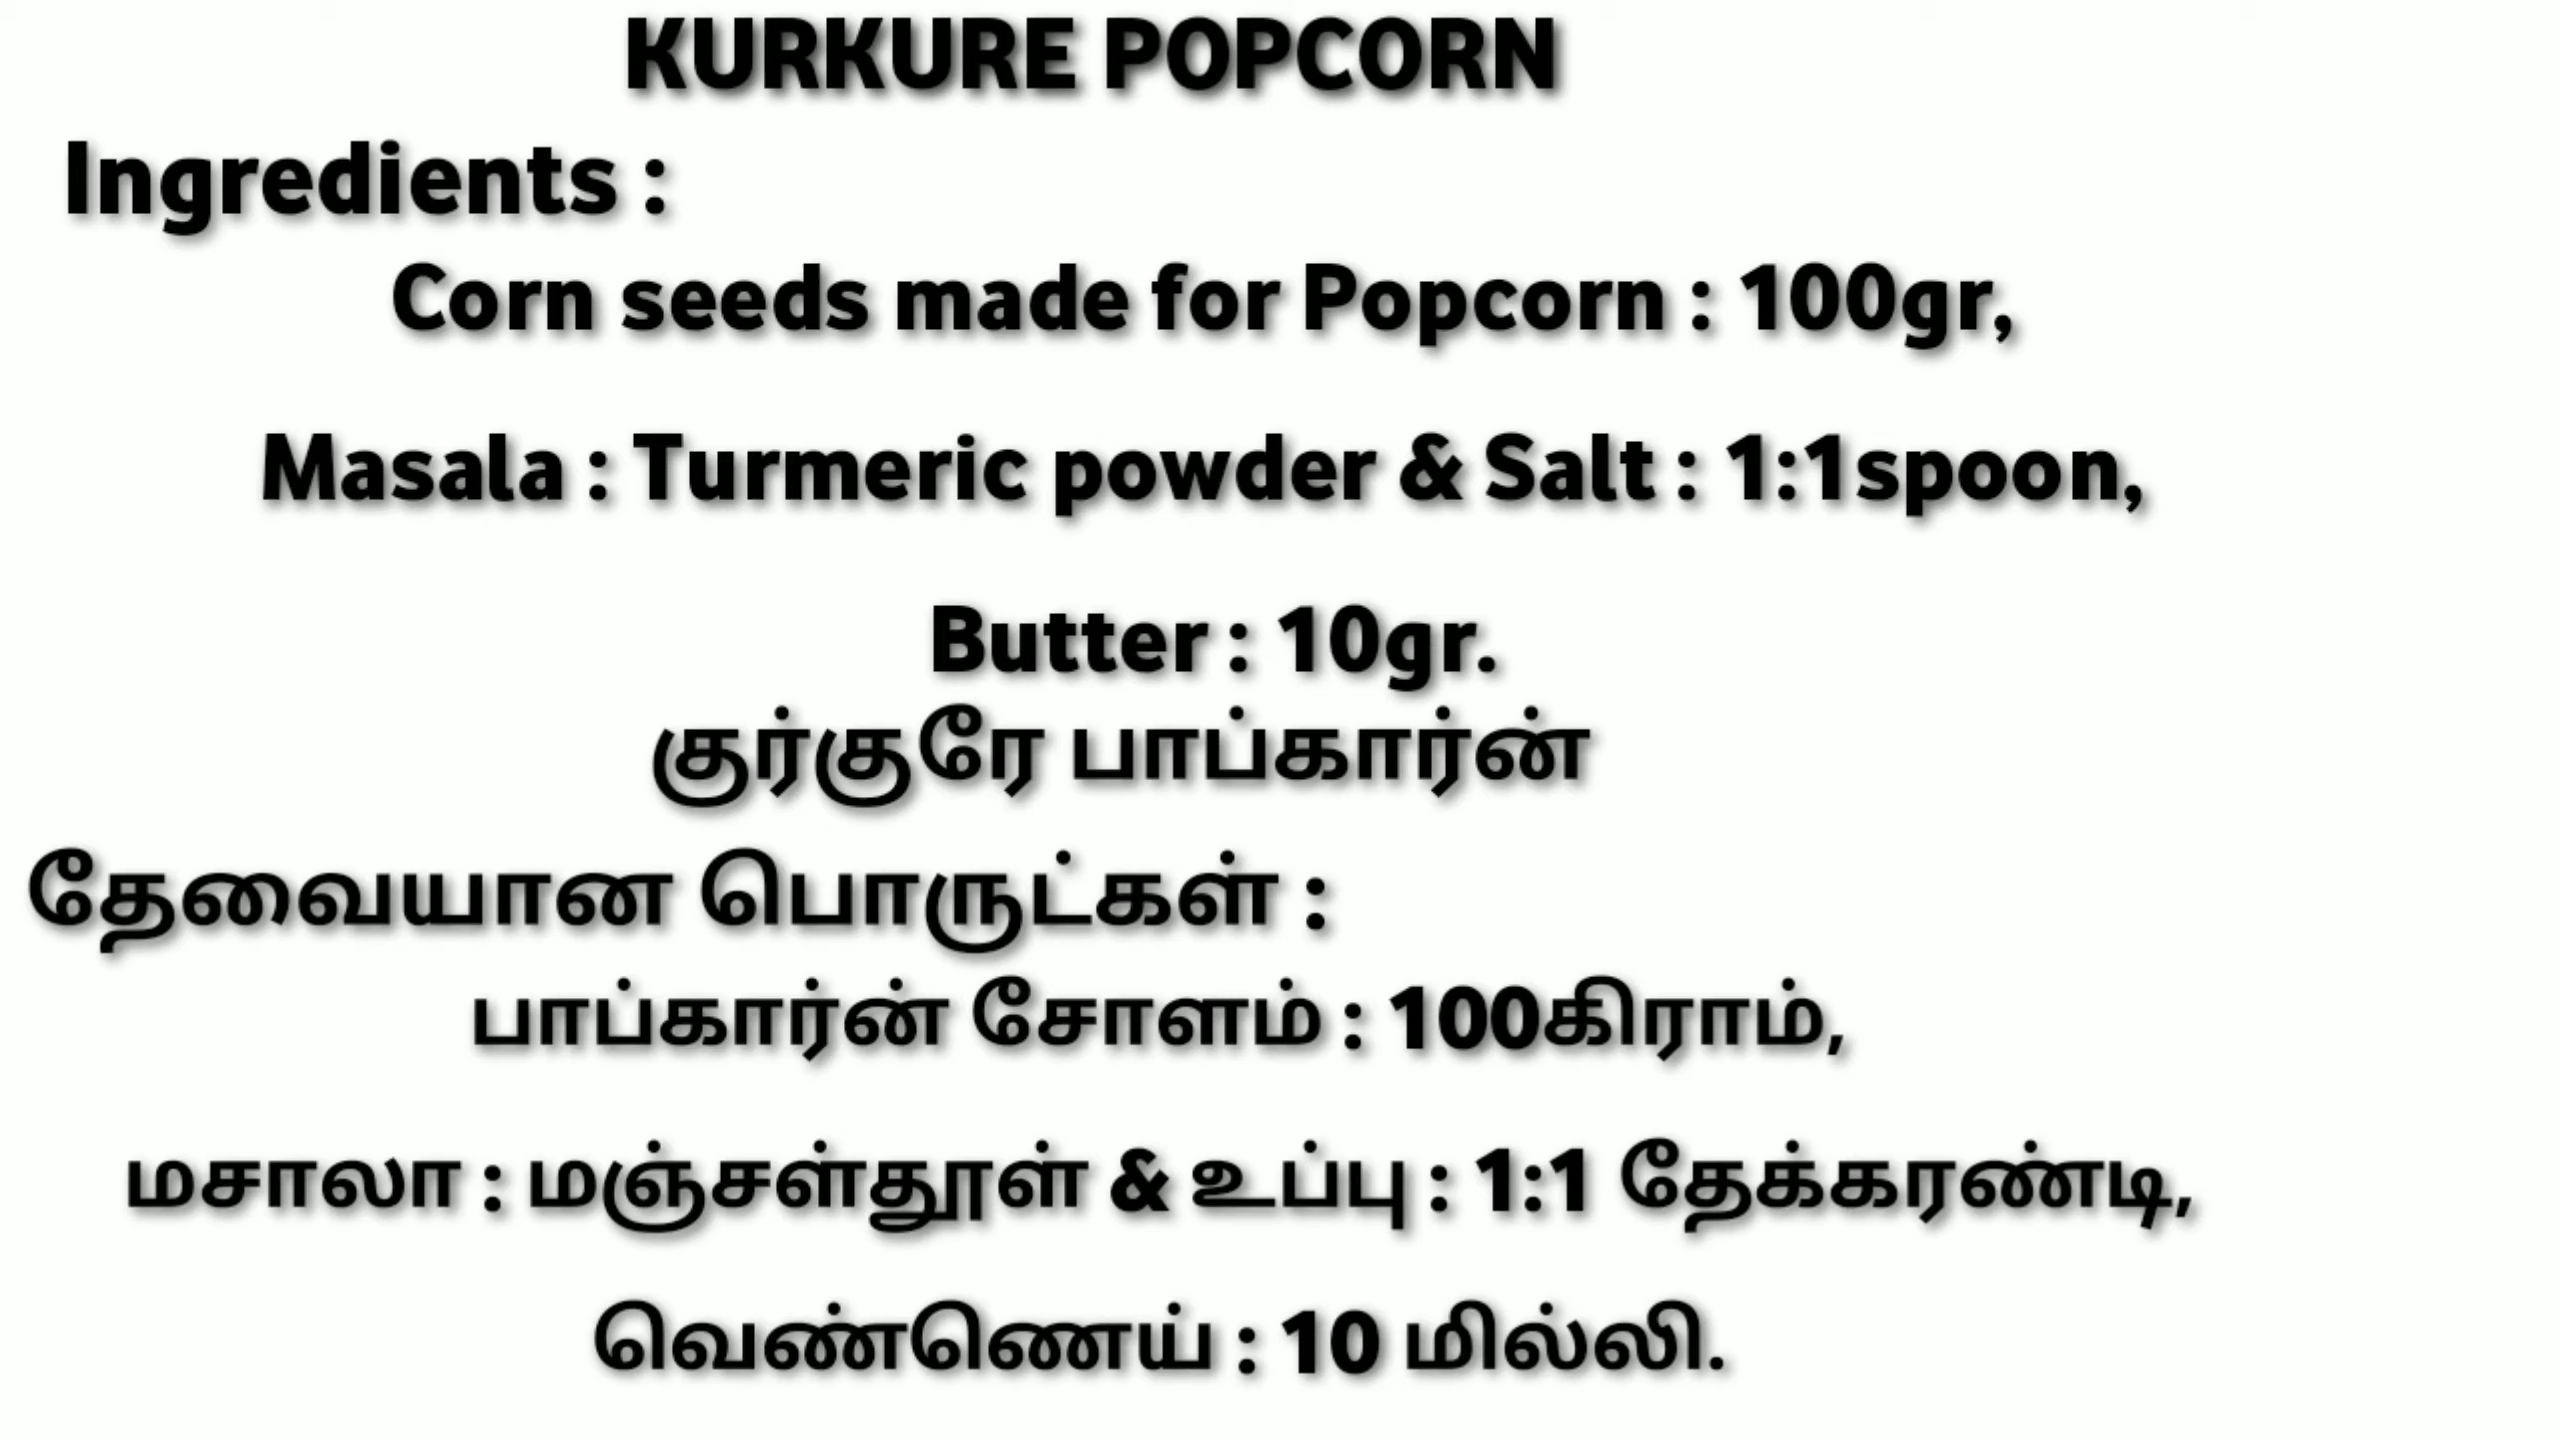 KURKURE POPCORN
Ingredients :
Corn seeds made for Popcorn : 100gr,
Masala : Turmeric powder & Salt : 1:1spoon,
Butter : 10gr.
குர்குரே பாப்கார்ன்
தேவையான பொருட்கள் :
பாப்கார்ன் சோளம் : 100கிராம்,
மசாலா : மஞ்சள்தூள் & உப்பு : 1:1 தேக்கரண்டி,
வெண்ணெய் : 10 மில்லி.